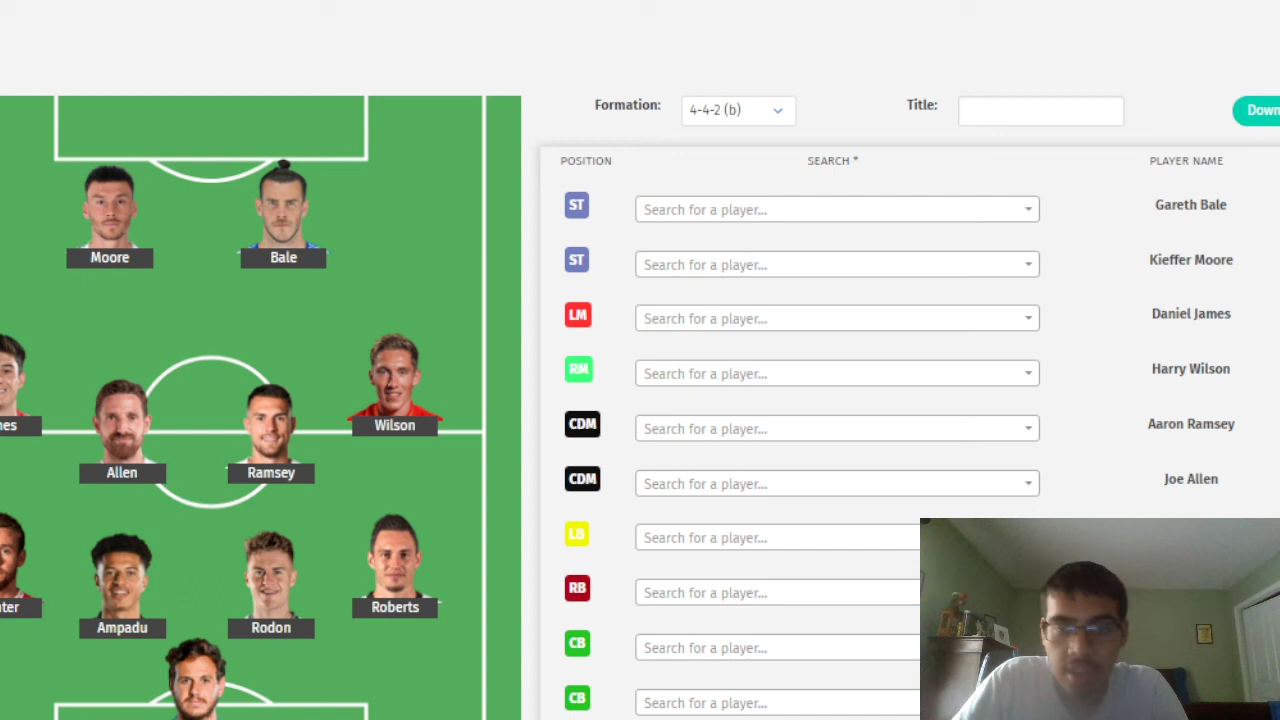 Formation:
4-4-2 (b)
Title:
Down
POSITION
SEARCH *
PLAYER NAME
ST
Search for a player...
Gareth Bale
ST
Search for a player...
Kieffer Moore
LM
Search for a player...
Daniel James
RM
Search for a player...
Harry Wilson
CDM
Search for a player...
Aaron Ramsey
CDM
Search for a player...
Joe Allen
LB
Search for a player...
RB
Search for a player...
CB
Search for a player...
CB
Search for a player...
Moore
Bale
nes
Wilson
Allen
Ramsey
ter
Roberts
Ampadu
Rodon